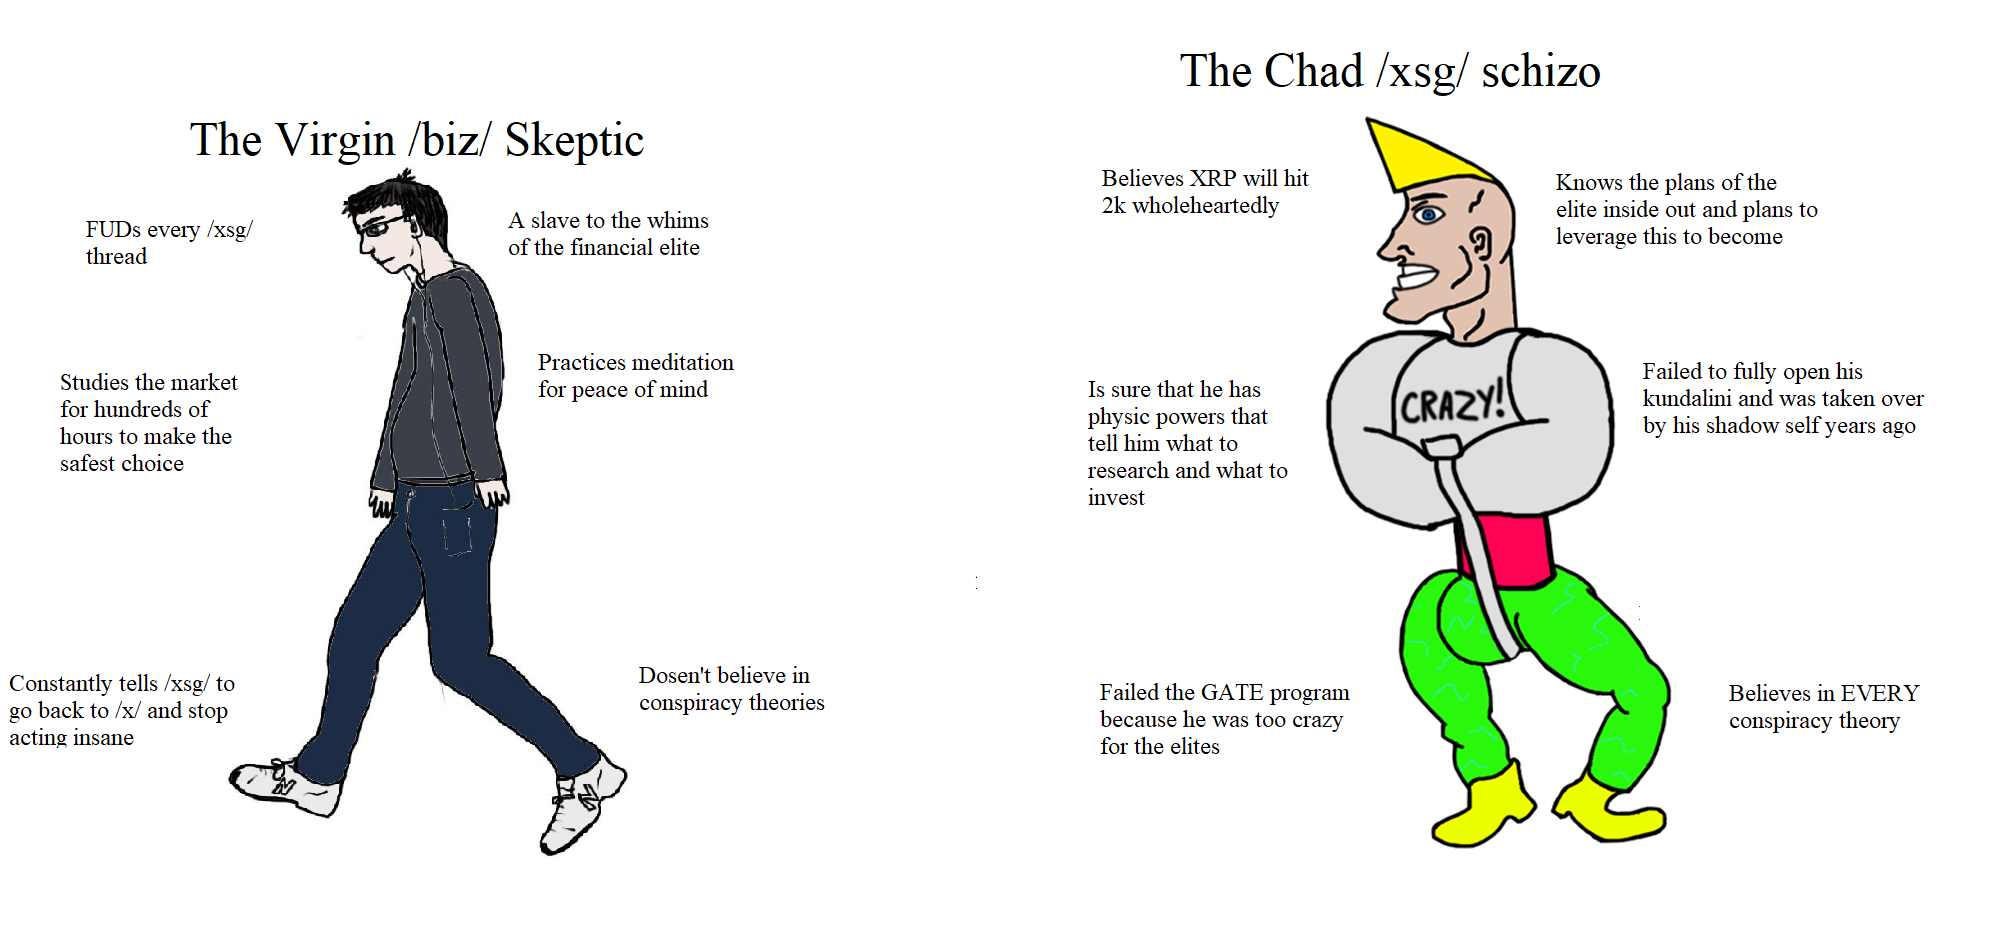 The Virgin /biz/ Skeptic
FUDs every /xsg/
thread
A slave to the whims
of the financial elite
Studies the market
for hundreds of
hours to make the
safest choice
Practices meditation
for peace of mind
Constantly tells /xsg/ to
go back to /x/ and stop
acting insane
Dosen't believe in
conspiracy theories
The Chad /xsg/ schizo
Believes XRP will hit
2k wholeheartedly
Knows the plans of the
elite inside out and plans to
leverage this to become
Is sure that he has
physic powers that
tell him what to
research and what to
invest
CRAZY!
Failed to fully open his
kundalini and was taken over
by his shadow self years ago
Failed the GATE program
because he was too crazy
for the elites
Believes in EVERY
conspiracy theory